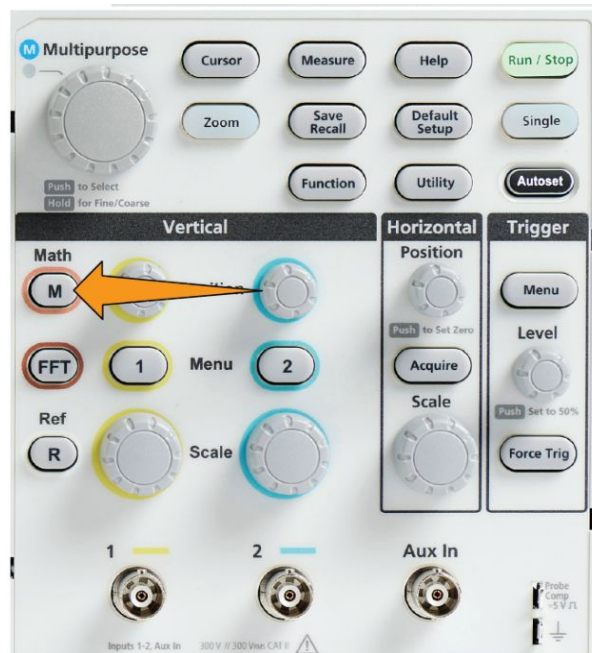 M Multipurpose
Cursor
Measure
Help
Run / Stop
Zoom
Save
Recall
Default
Setup
Single
Push to Select
Hold for Fine/Coarse
Function
Utility
Autoset
Vertical
Horizontal
Trigger
Math
Position
M
Push to Set Zero
Menu
Level
FFT
1
Menu
2
Acquire
Push Set to 50%
Ref
R
Scale
Scale
Force Trig
1
2
Aux In
Probe
Comp
~5 V
Inputs 1-2, Aux In
300 V // 300 Vrms CAT II